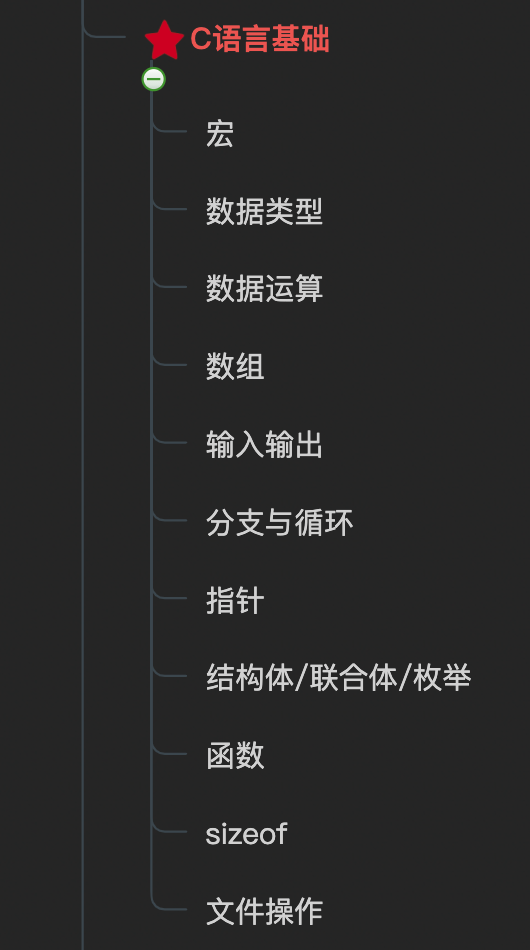 C语言基础
宏
数据类型
数据运算
数组
输入输出
分支与循环
指针
结构体/联合体/枚举
函数
sizeof
文件操作